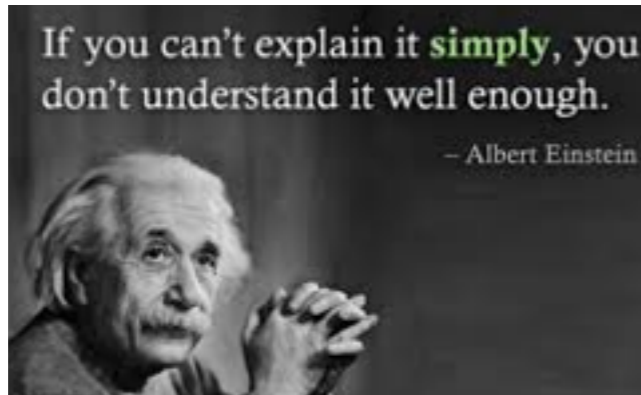 If you can't explain it simply, you
don't understand it well enough.
– Albert Einstein